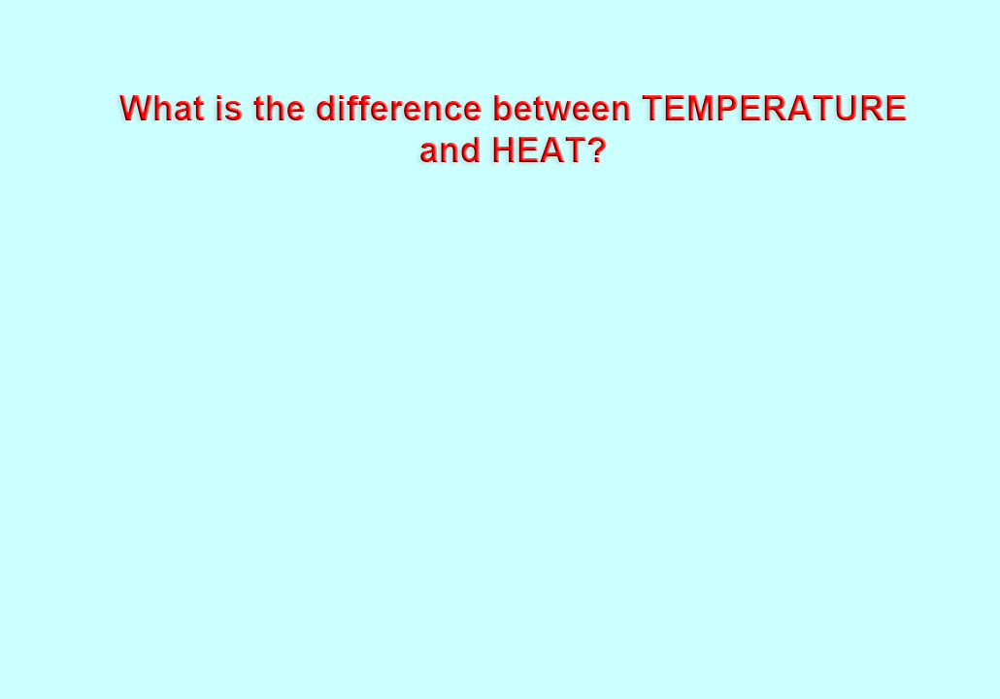 What is the difference between TEMPERATURE
and HEAT?